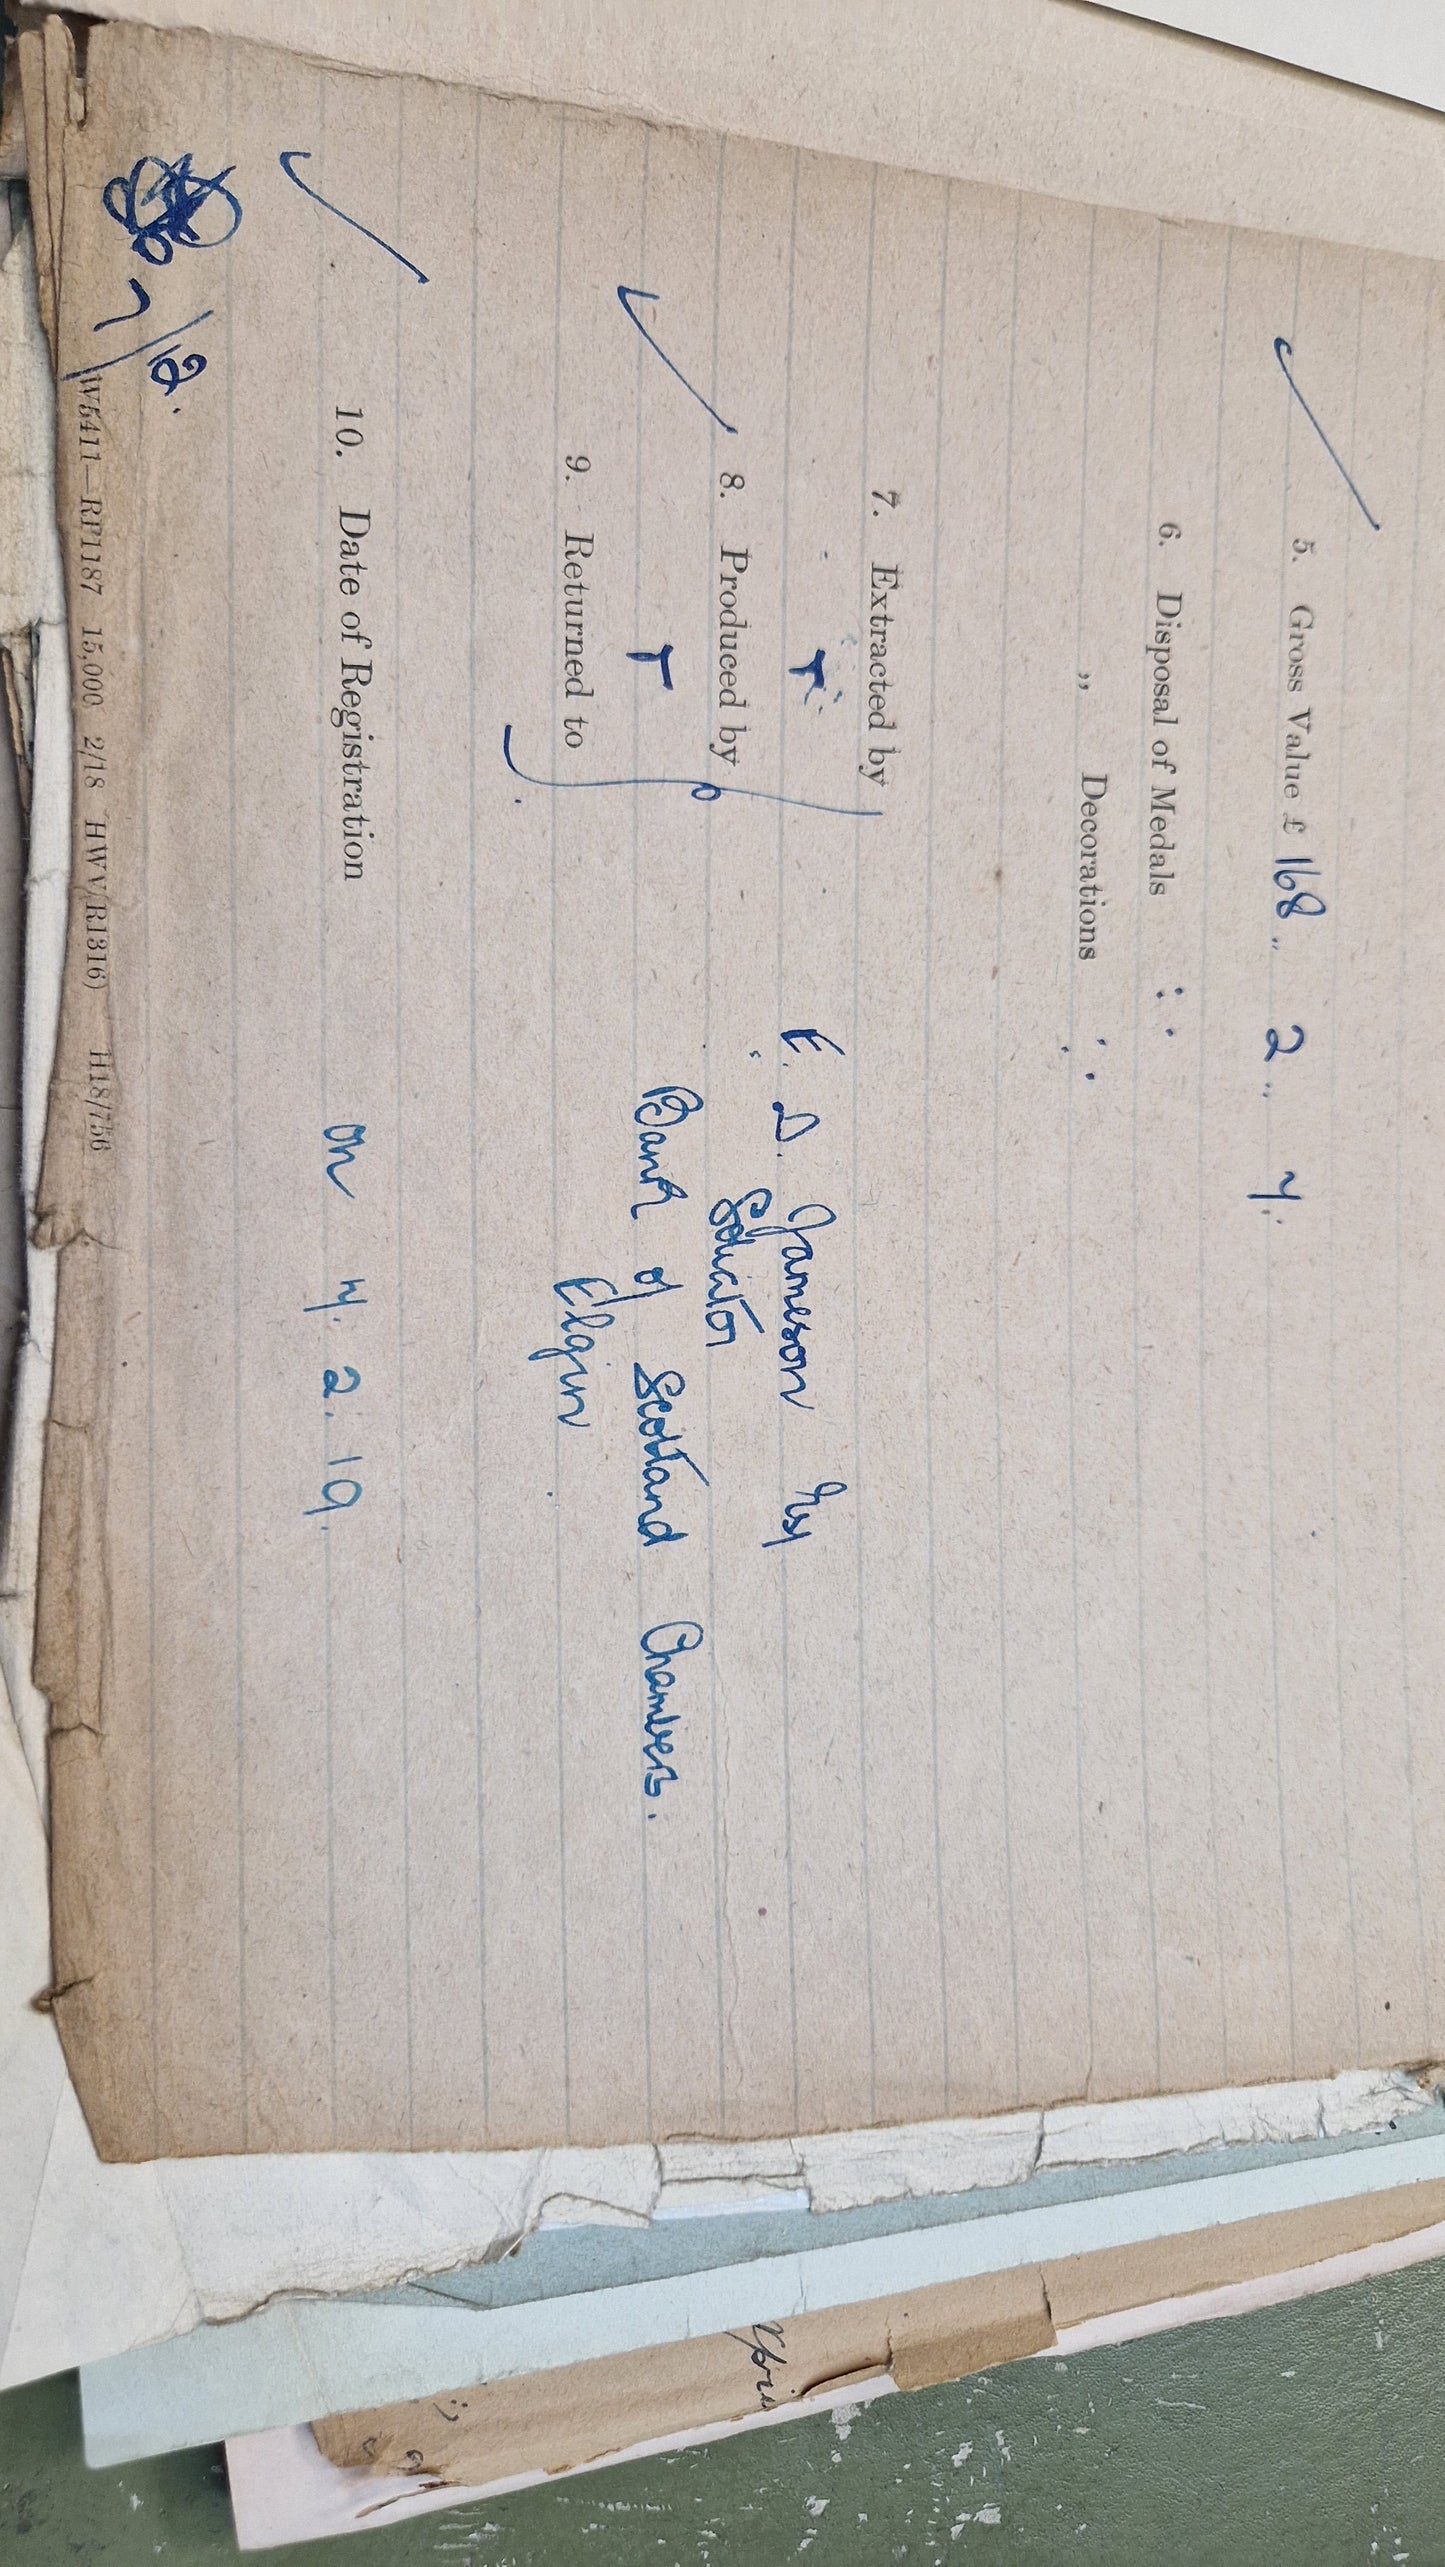 5. Gross Value £ 168 „ 2 „ 4.
6. Disposal of Medals
„ Decorations
7. Extracted by
E. D. Jameson Esq
8. Produced by
Solicitor
Bank of Scotland Chambers.
9. Returned to
Elgin
10. Date of Registration
on 4. 2. 19.
7/12.
W5411—RP1187 15,000 2/18 HWV(R1316) H18/756